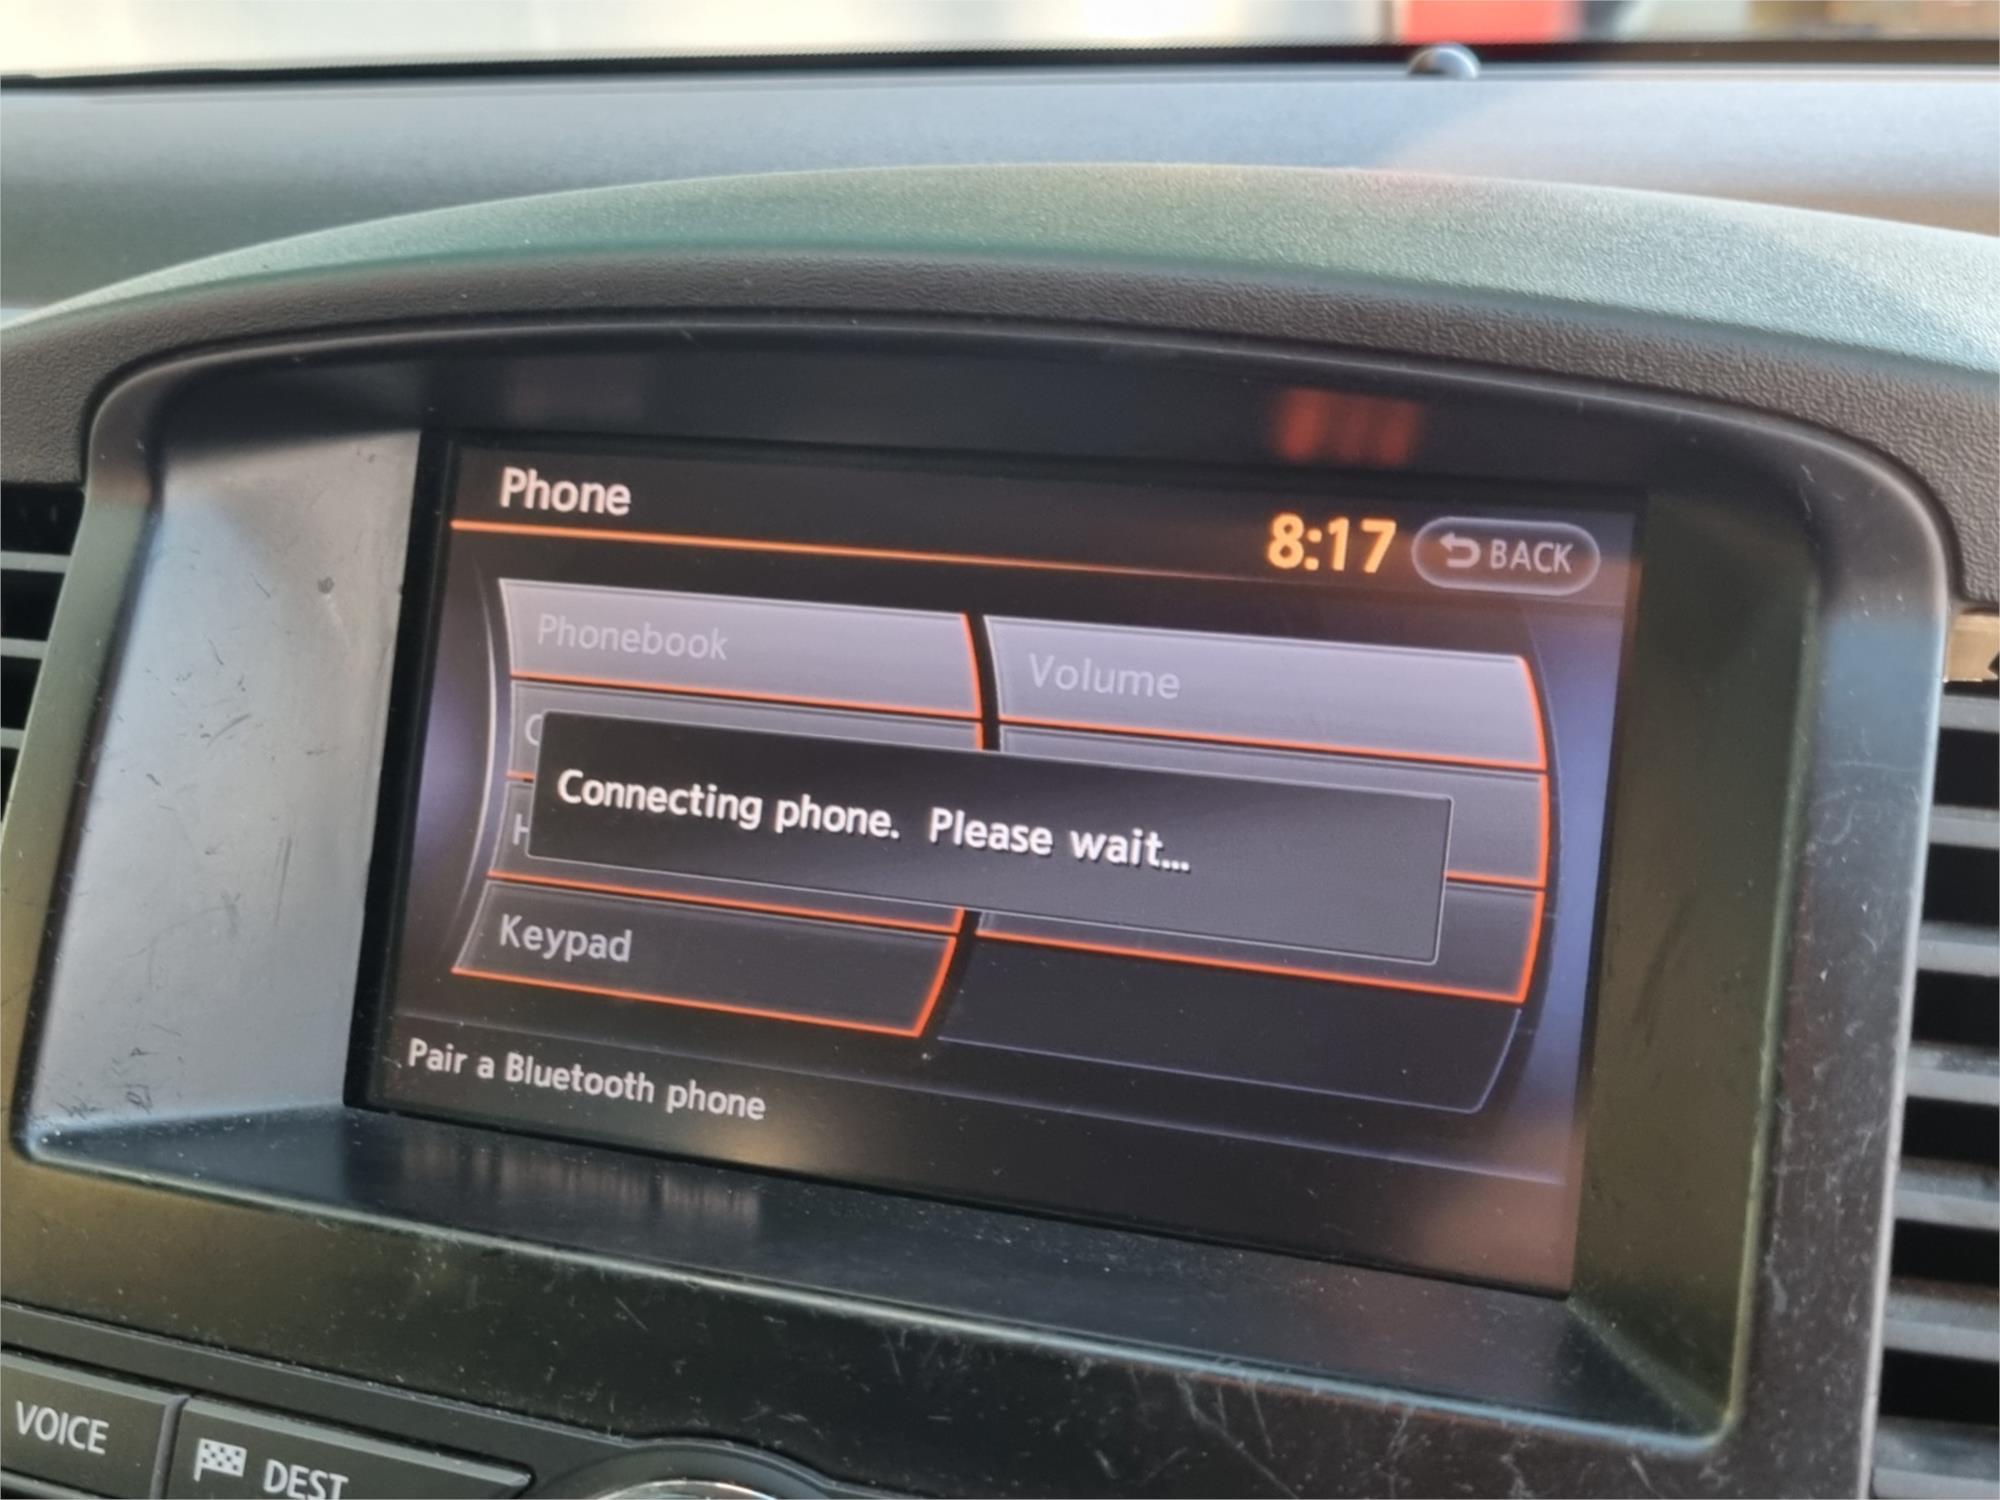 Phone
8:17
BACK
Phonebook
Volume
Connecting phone. Please wait...
Keypad
Pair a Bluetooth phone
VOICE
DEST